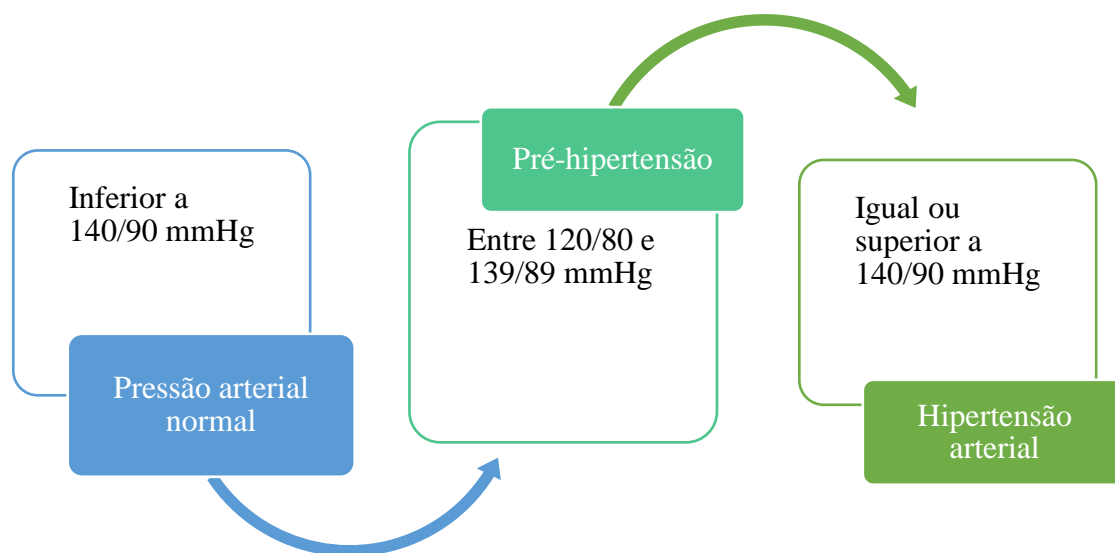 Inferior a
140/90 mmHg
Pressão arterial
normal
Pré-hipertensão
Entre 120/80 e
139/89 mmHg
Igual ou
superior a
140/90 mmHg
Hipertensão
arterial